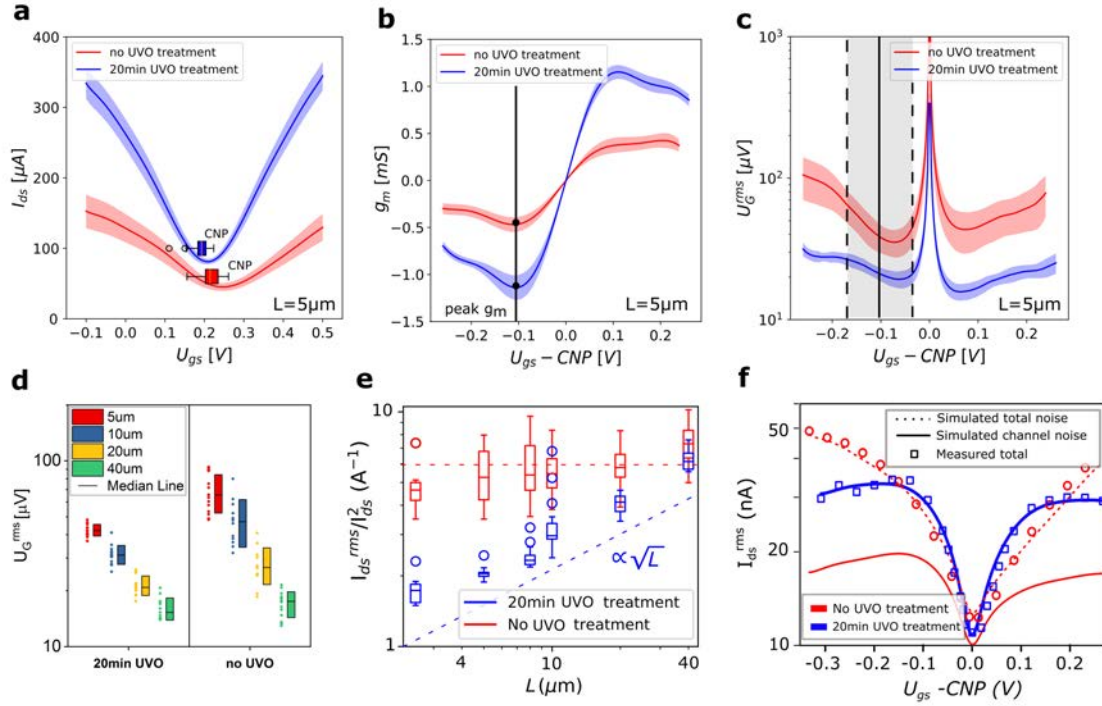 a
400
350
300
250
200
150
100
50
0
I_ds [μA]
no UVO treatment
20min UVO treatment
CNP
CNP
L=5μm
-0.1 0.0 0.1 0.2 0.3 0.4 0.5
U_gs [V]
b
1.5
1.0
0.5
0.0
-0.5
-1.0
-1.5
g_m [mS]
no UVO treatment
20min UVO treatment
peak g_m
L=5μm
-0.2 -0.1 0.0 0.1 0.2
U_gs − CNP [V]
c
10^3
10^2
10^1
U_G^rms [μV]
no UVO treatment
20min UVO treatment
L=5μm
-0.2 -0.1 0.0 0.1 0.2
U_gs − CNP [V]
d
100
10
U_G^rms [μV]
5um
10um
20um
40um
Median Line
20min UVO no UVO
e
10
1
I_ds^rms/I_ds^2 (A^-1)
∝√L
20min UVO treatment
No UVO treatment
4 10 40
L (μm)
f
50
20
10
I_ds^rms (nA)
Simulated total noise
Simulated channel noise
Measured total
No UVO treatment
20min UVO treatment
-0.3 -0.2 -0.1 0.0 0.1 0.2
U_gs -CNP (V)